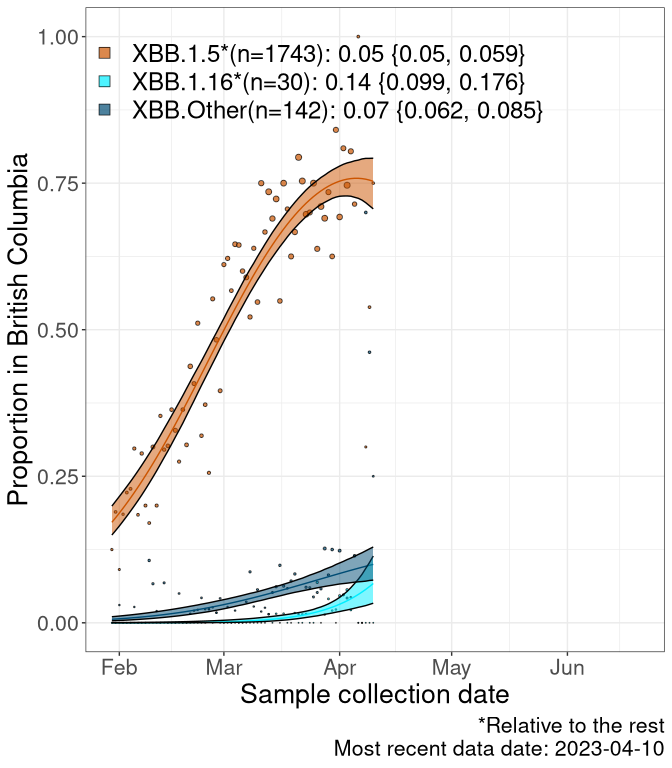 XBB.1.5*(n=1743): 0.05 {0.05, 0.059}
XBB.1.16*(n=30): 0.14 {0.099, 0.176}
XBB.Other(n=142): 0.07 {0.062, 0.085}
Proportion in British Columbia
1.00
0.75
0.50
0.25
0.00
Feb Mar Apr May Jun
Sample collection date
*Relative to the rest
Most recent data date: 2023-04-10